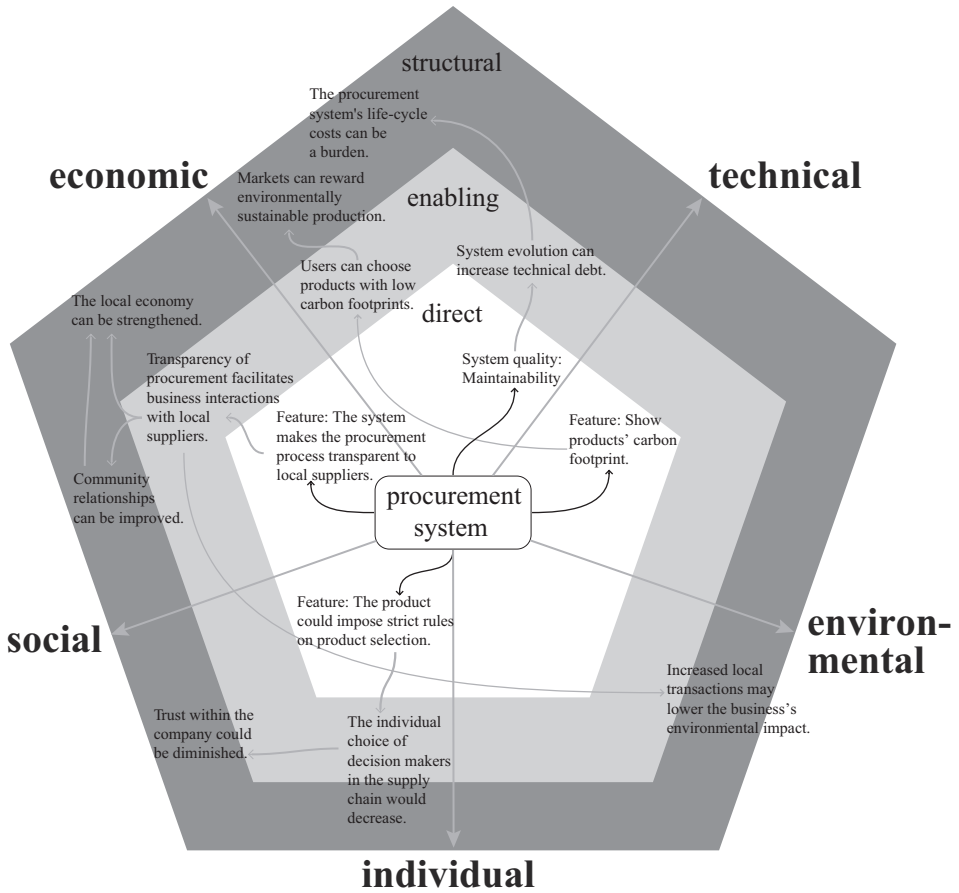 structural
The procurement
system's life-cycle
costs can be
a burden.
economic
technical
Markets can reward
environmentally
sustainable production.
enabling
System evolution can
increase technical debt.
Users can choose
products with low
carbon footprints.
The local economy
can be strengthened.
direct
Transparency of
procurement facilitates
business interactions
with local
suppliers.
System quality:
Maintainability
Feature: The system
makes the procurement
process transparent to
local suppliers.
Feature: Show
products’ carbon
footprint.
Community
relationships
can be improved.
procurement
system
Feature: The product
could impose strict rules
on product selection.
social
environ-
mental
Increased local
transactions may
lower the business’s
environmental impact.
Trust within the
company could
be diminished.
The individual
choice of
decision makers
in the supply
chain would
decrease.
individual